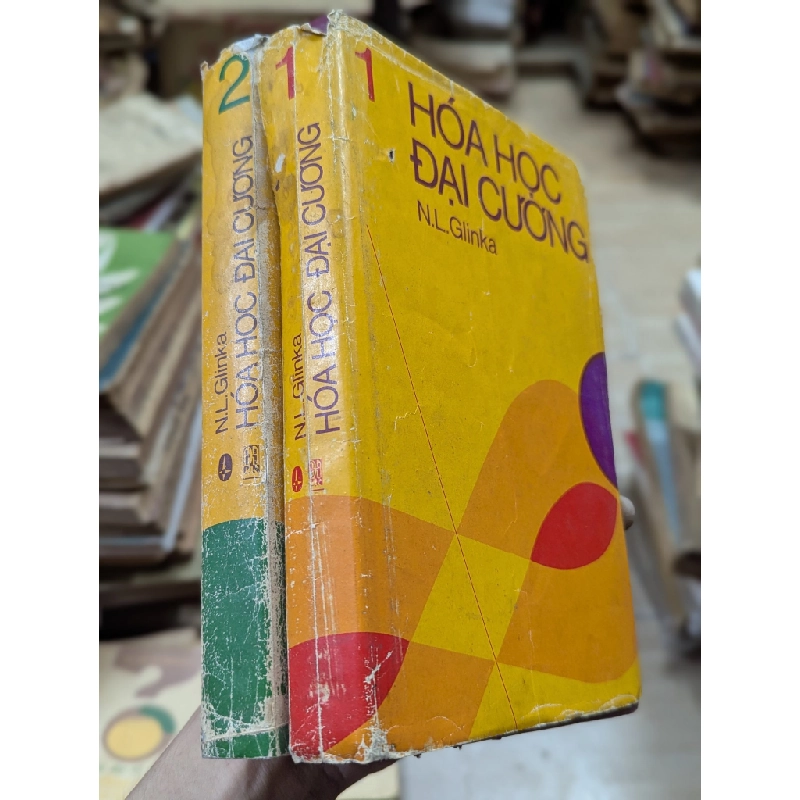 2
N.L.Glinka
HÓA HỌC ĐẠI CƯƠNG
1
N.L.Glinka
HÓA HỌC ĐẠI CƯƠNG
1
HÓA HỌC
ĐẠI CƯƠNG
N.L.Glinka